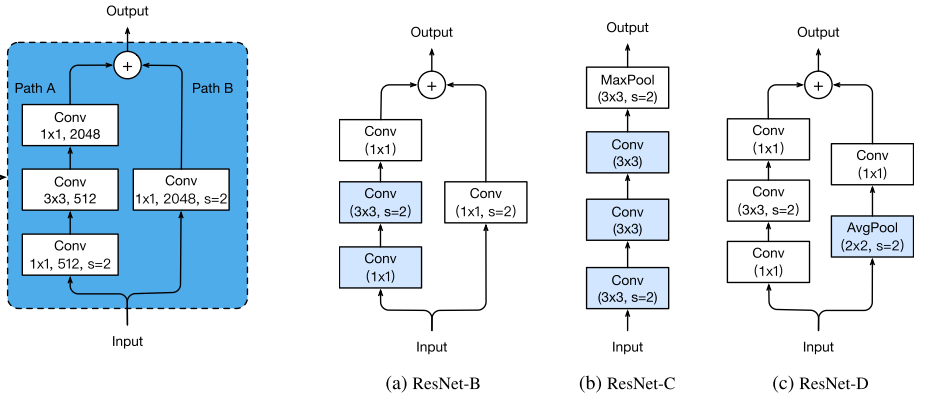 Output
+
Path A
Path B
Conv
1x1, 2048
Conv
3x3, 512
Conv
1x1, 2048, s=2
Conv
1x1, 512, s=2
Input
Output
+
Conv
(1x1)
Conv
(3x3, s=2)
Conv
(1x1, s=2)
Conv
(1x1)
Input
(a) ResNet-B
Output
MaxPool
(3x3, s=2)
Conv
(3x3)
Conv
(3x3)
Conv
(3x3, s=2)
Input
(b) ResNet-C
Output
+
Conv
(1x1)
Conv
(1x1)
Conv
(3x3, s=2)
AvgPool
(2x2, s=2)
Conv
(1x1)
Input
(c) ResNet-D